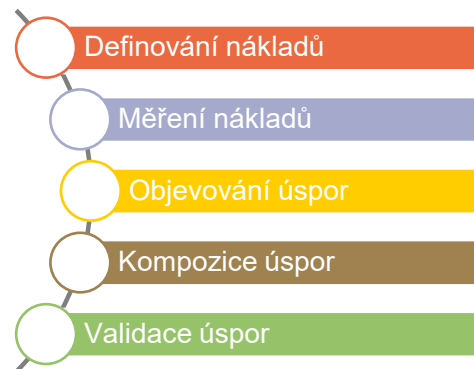 Definování nákladů
Měření nákladů
Objevování úspor
Kompozice úspor
Validace úspor